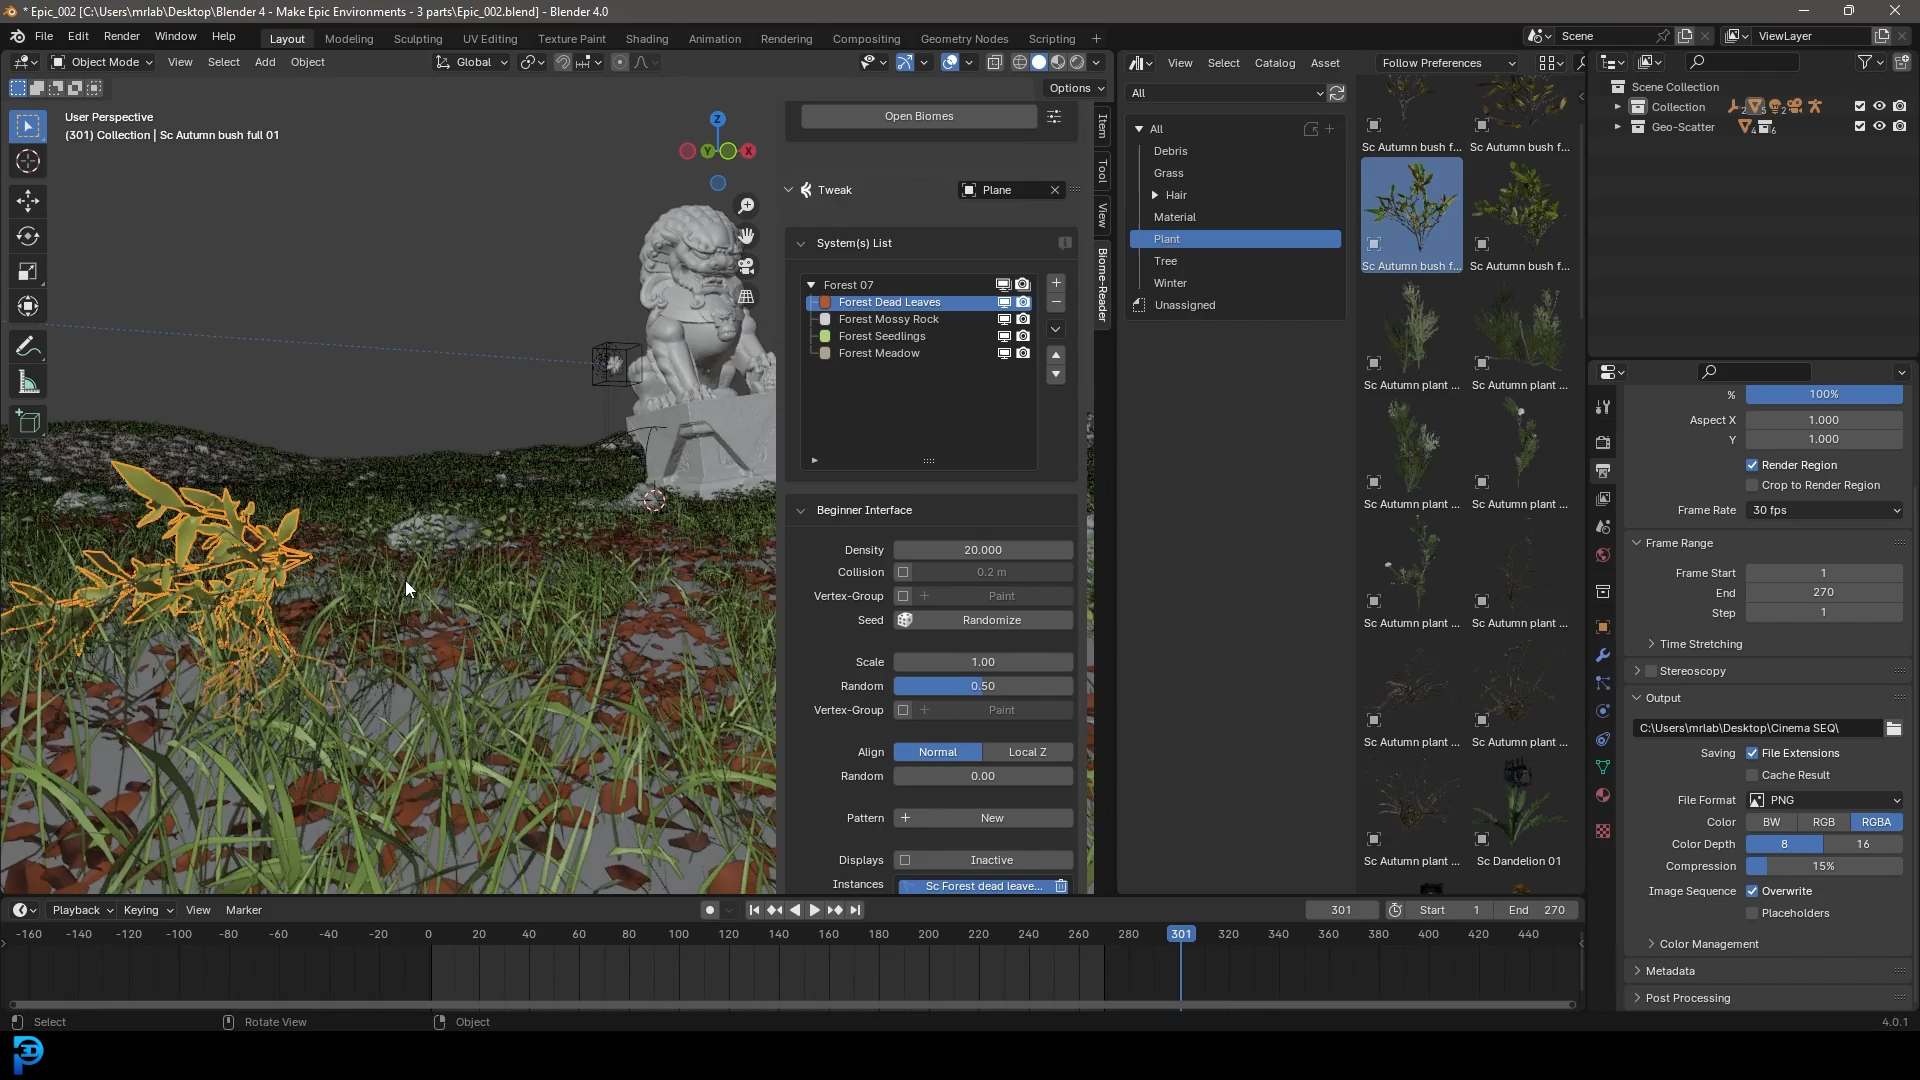 * Epic_002 [C:\Users\mrlab\Desktop\Blender 4 - Make Epic Environments - 3 parts\Epic_002.blend] - Blender 4.0
File Edit Render Window Help
Layout Modeling Sculpting UV Editing Texture Paint Shading Animation Rendering Compositing Geometry Nodes Scripting +
Scene
ViewLayer
Object Mode View Select Add Object
Global
Options
User Perspective
(301) Collection | Sc Autumn bush full 01
Z
Y
X
Item
Tool
View
Biome-Reader
Open Biomes
Tweak
Plane
System(s) List
Forest 07
Forest Dead Leaves
Forest Mossy Rock
Forest Seedlings
Forest Meadow
Beginner Interface
Density 20.000
Collision 0.2 m
Vertex-Group Paint
Seed Randomize
Scale 1.00
Random 0.50
Vertex-Group Paint
Align Normal Local Z
Random 0.00
Pattern New
Displays Inactive
Instances Sc Forest dead leave...
View Select Catalog Asset Follow Preferences
All
All
Debris
Grass
Hair
Material
Plant
Tree
Winter
Unassigned
Sc Autumn bush f... Sc Autumn bush f...
Sc Autumn bush f... Sc Autumn bush f...
Sc Autumn plant ... Sc Autumn plant ...
Sc Autumn plant ... Sc Autumn plant ...
Sc Autumn plant ... Sc Autumn plant ...
Sc Autumn plant ... Sc Autumn plant ...
Sc Autumn plant ... Sc Dandelion 01
Scene Collection
Collection 2 5 2
Geo-Scatter 4 6
% 100%
Aspect X 1.000
Y 1.000
Render Region
Crop to Render Region
Frame Rate 30 fps
Frame Range
Frame Start 1
End 270
Step 1
Time Stretching
Stereoscopy
Output
C:\Users\mrlab\Desktop\Cinema SEQ\
Saving File Extensions
Cache Result
File Format PNG
Color BW RGB RGBA
Color Depth 8 16
Compression 15%
Image Sequence Overwrite
Placeholders
Color Management
Metadata
Post Processing
Playback Keying View Marker
301 Start 1 End 270
-160 -140 -120 -100 -80 -60 -40 -20 0 20 40 60 80 100 120 140 160 180 200 220 240 260 280 301 320 340 360 380 400 420 440
Select Rotate View Object
4.0.1